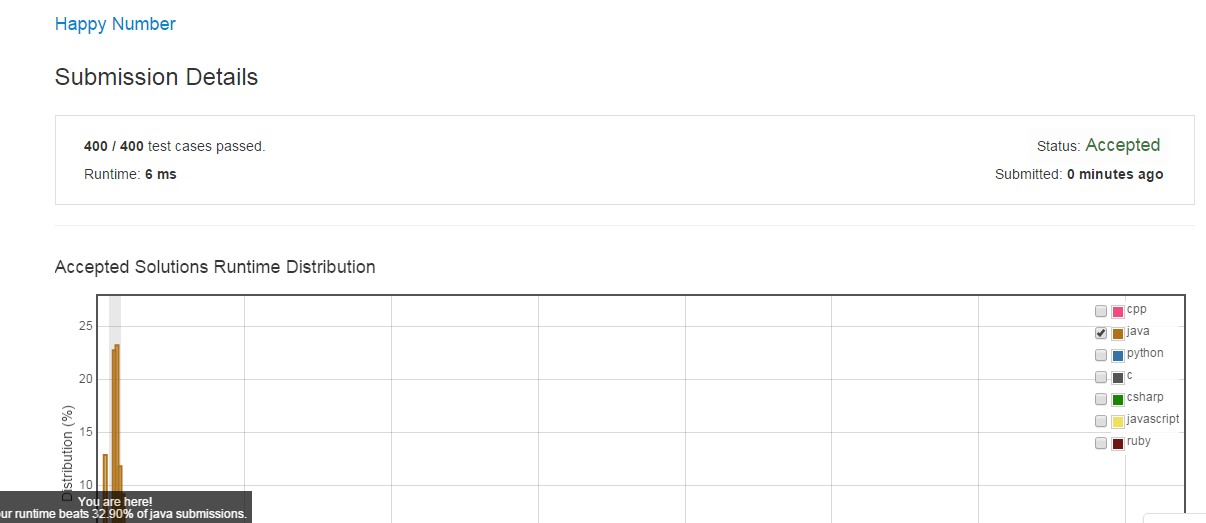 Happy Number
Submission Details
400 / 400 test cases passed.
Status: Accepted
Runtime: 6 ms
Submitted: 0 minutes ago
Accepted Solutions Runtime Distribution
cpp
java
python
c
csharp
javascript
ruby
25
20
15
10
Distribution (%)
You are here!
ur runtime beats 32.90% of java submissions.